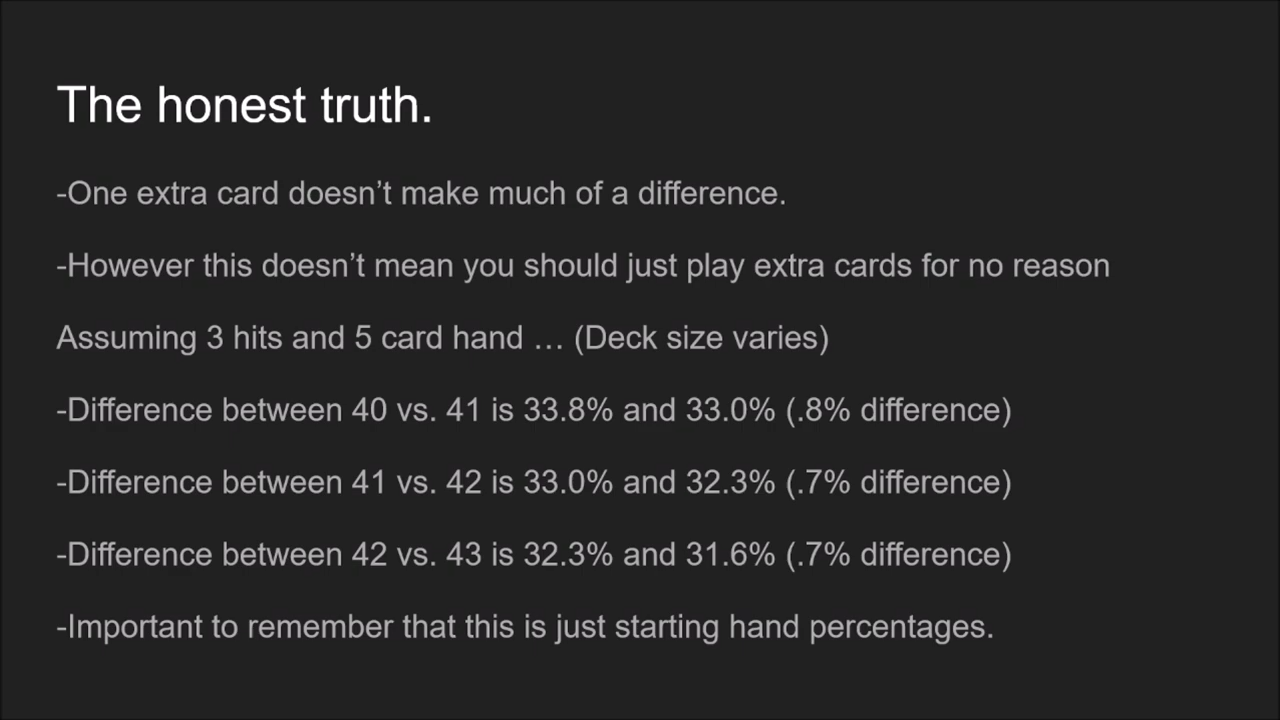 The honest truth.
-One extra card doesn’t make much of a difference.
-However this doesn’t mean you should just play extra cards for no reason
Assuming 3 hits and 5 card hand … (Deck size varies)
-Difference between 40 vs. 41 is 33.8% and 33.0% (.8% difference)
-Difference between 41 vs. 42 is 33.0% and 32.3% (.7% difference)
-Difference between 42 vs. 43 is 32.3% and 31.6% (.7% difference)
-Important to remember that this is just starting hand percentages.